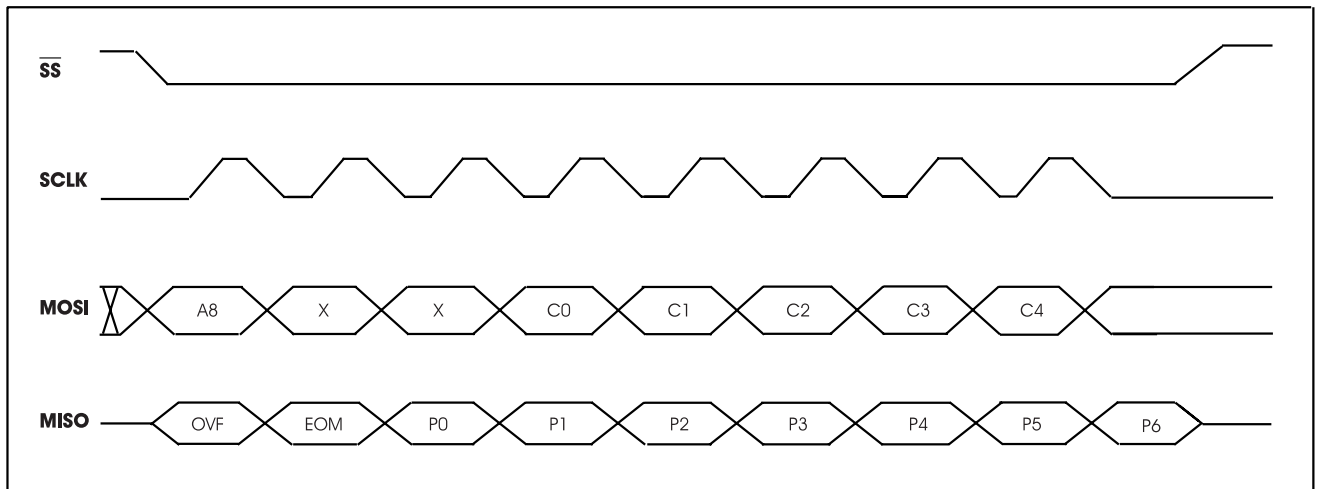 SS
SCLK
MOSI A8 X X C0 C1 C2 C3 C4
MISO OVF EOM P0 P1 P2 P3 P4 P5 P6